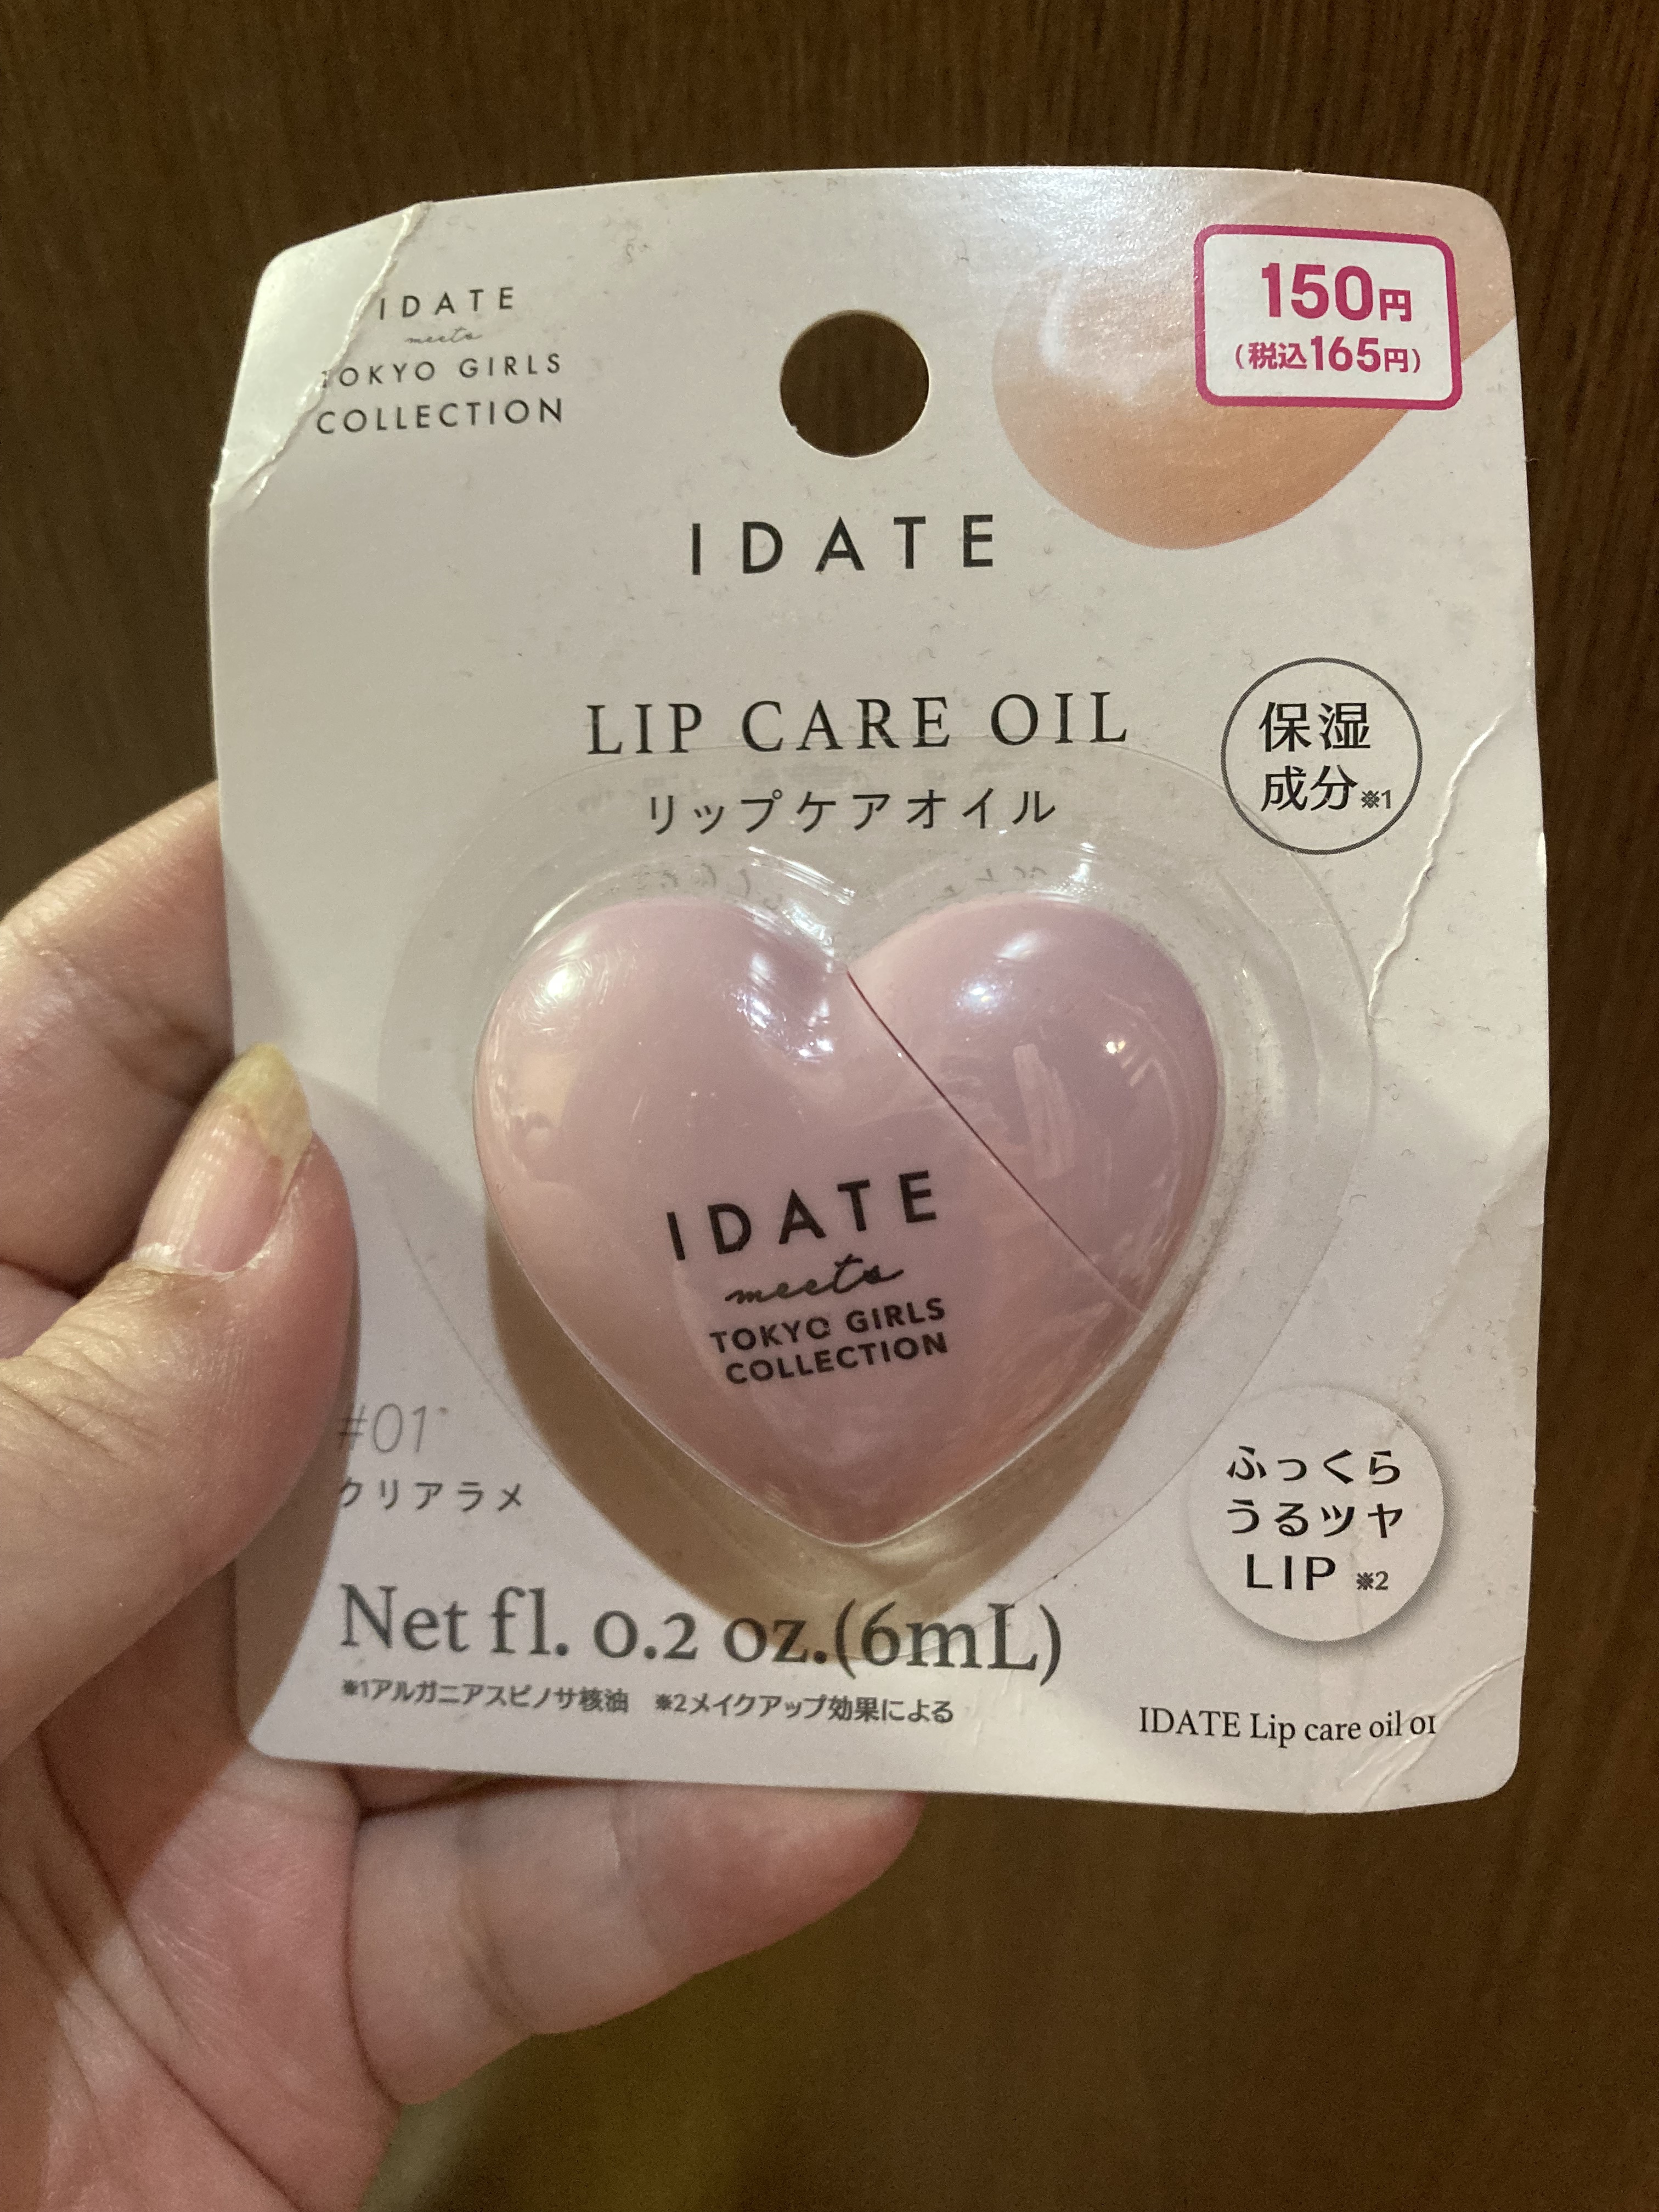 IDATE
meets
TOKYO GIRLS
COLLECTION
150円
(税込165円)
IDATE
LIP CARE OIL
リップケアオイル
保湿
成分※1
IDATE
meets
TOKYO GIRLS
COLLECTION
#01
クリアラメ
ふっくら
うるツヤ
LIP ※2
Net fl. 0.2 oz.(6mL)
※1アルガニアスピノサ核油 ※2メイクアップ効果による
IDATE Lip care oil 01